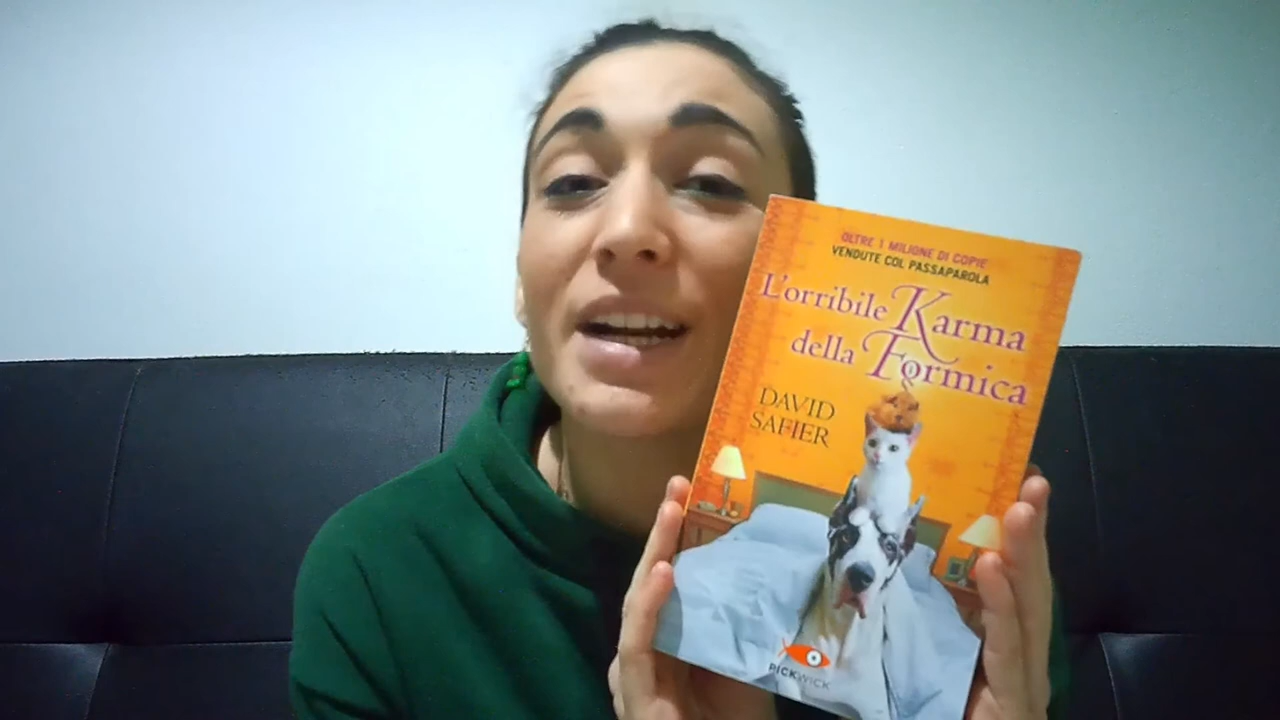 OLTRE 1 MILIONE DI COPIE
VENDUTE COL PASSAPAROLA
L'orribile Karma
della Formica
DAVID
SAFIER
PICKWICK